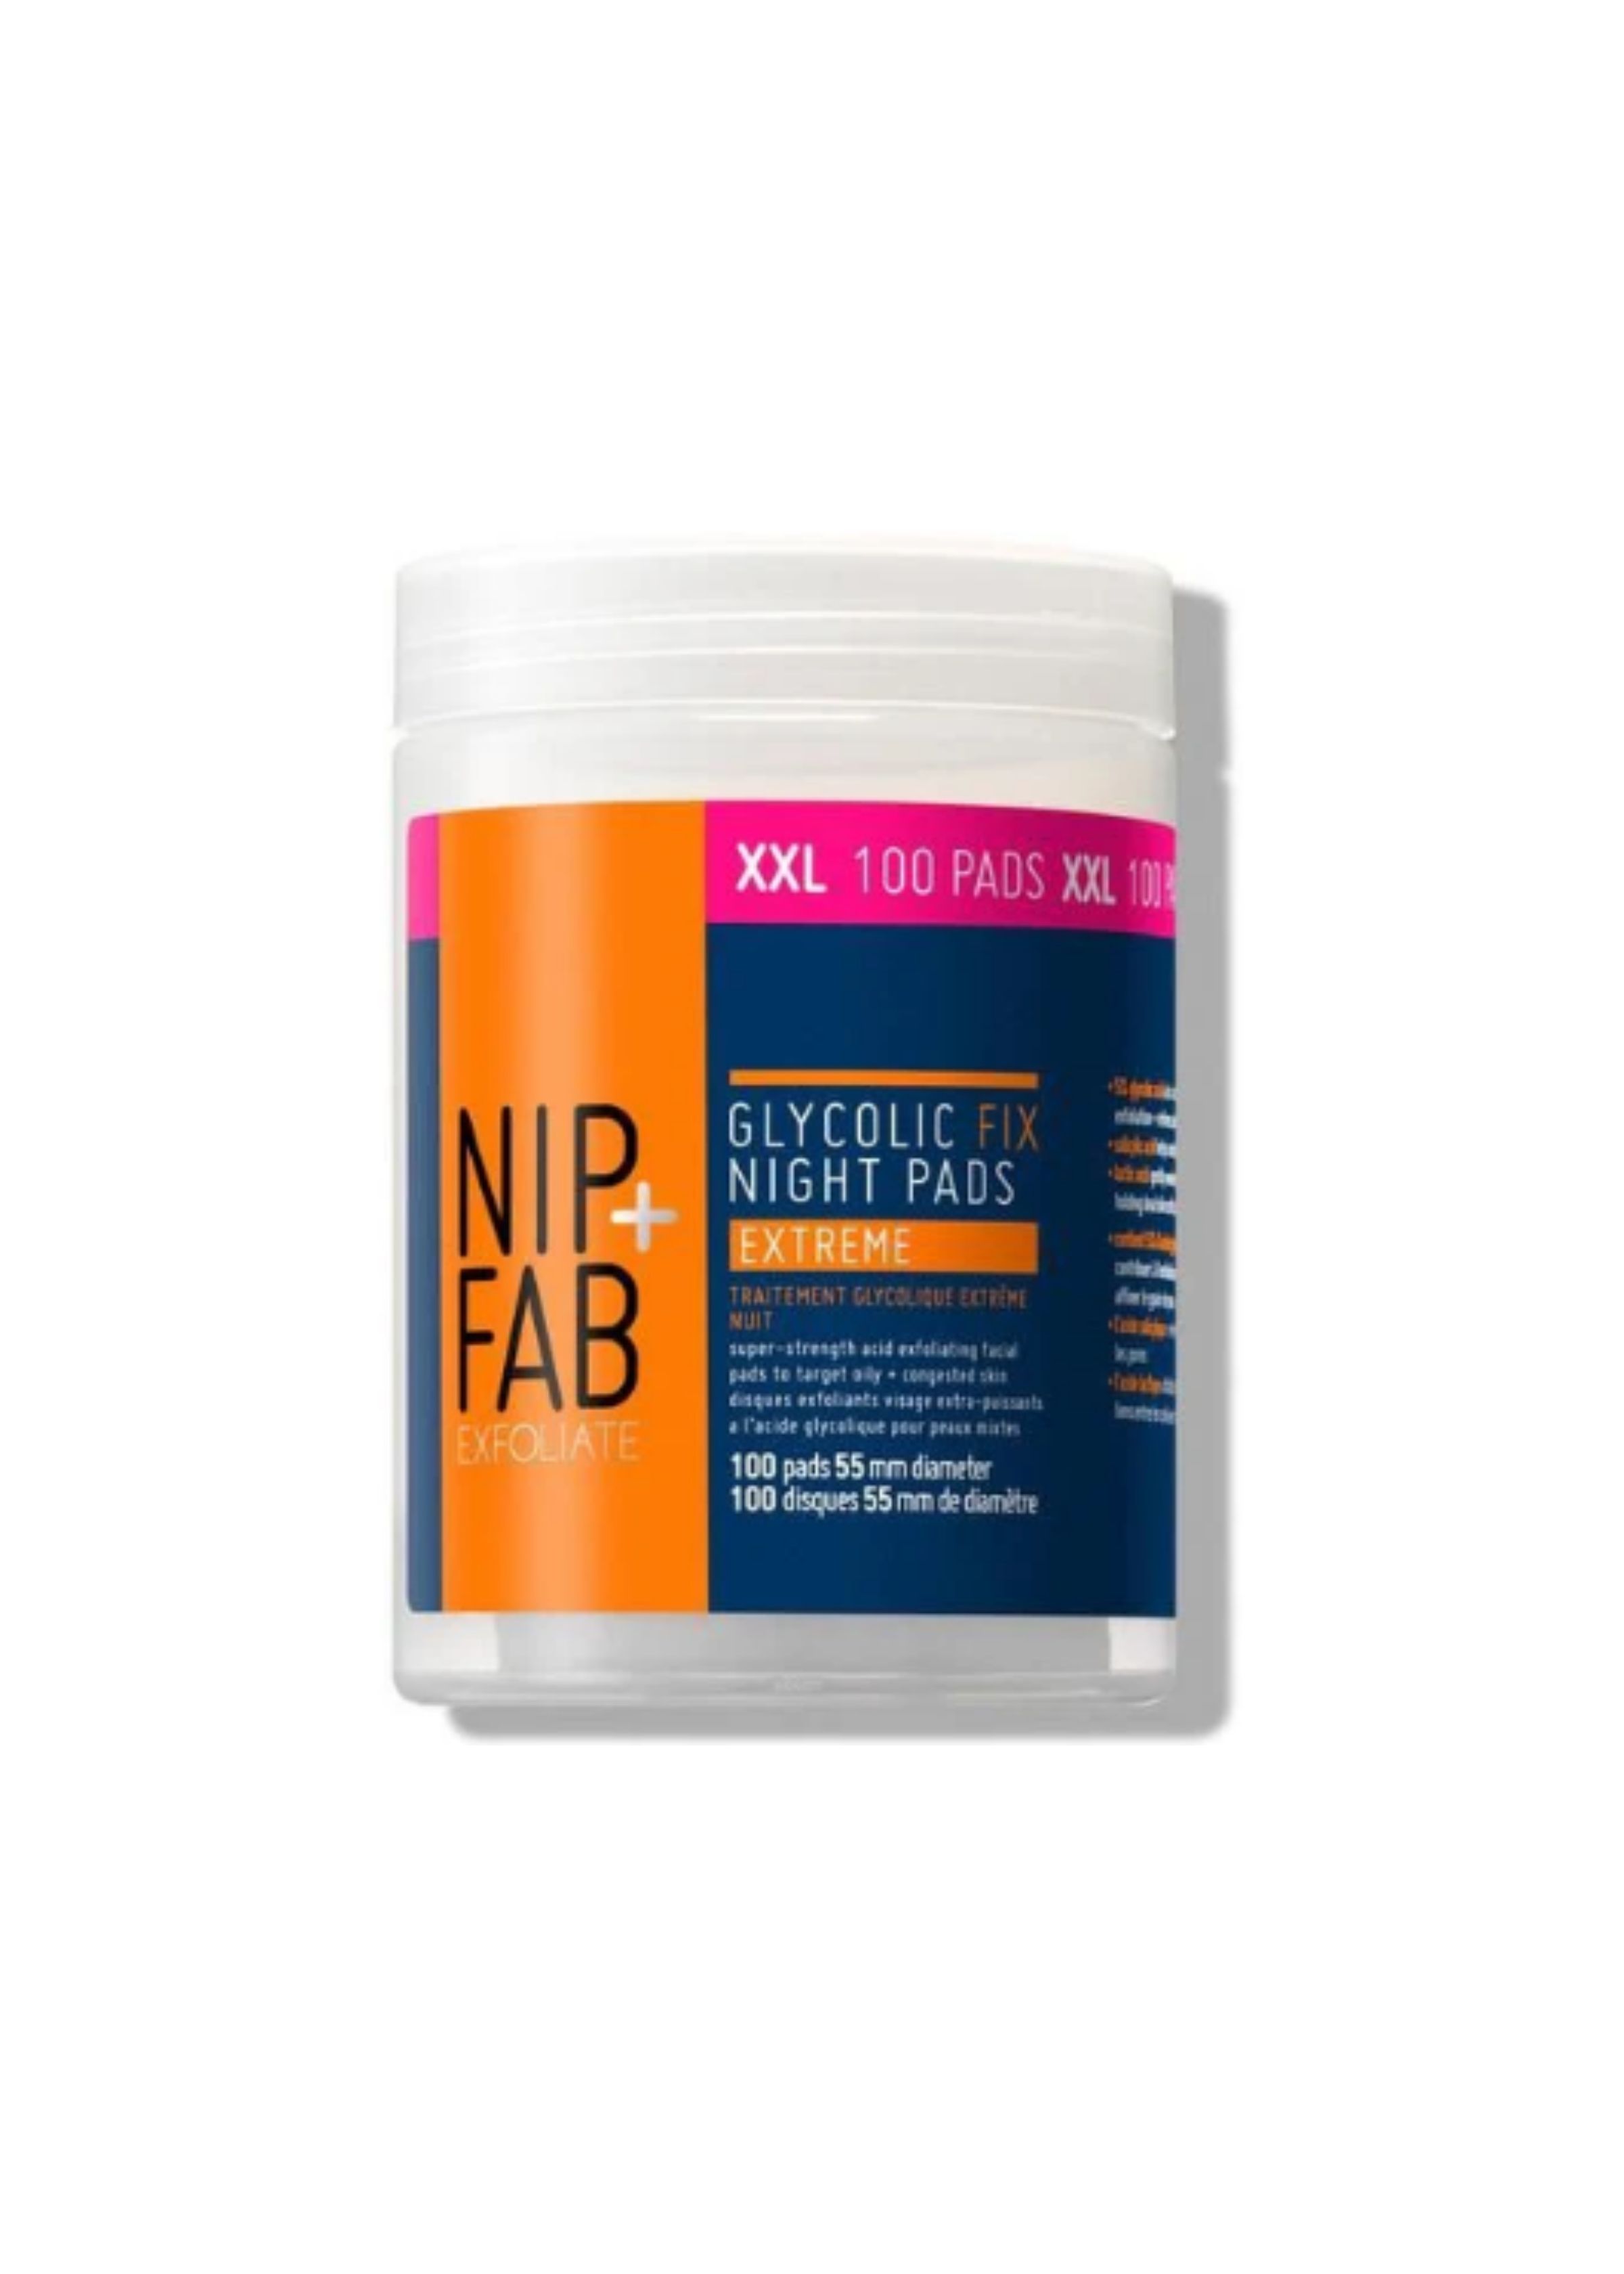 XXL 100 PADS XXL 100 PA
NIP+
FAB
EXFOLIATE
GLYCOLIC FIX
NIGHT PADS
EXTREME
TRAITEMENT GLYCOLIQUE EXTRÊME
NUIT
super-strength acid exfoliating facial
pads to target oily + congested skin
disques exfoliants visage extra-puissants
a l'acide glycolique pour peaux mixtes
100 pads 55 mm diameter
100 disques 55 mm de diamètre